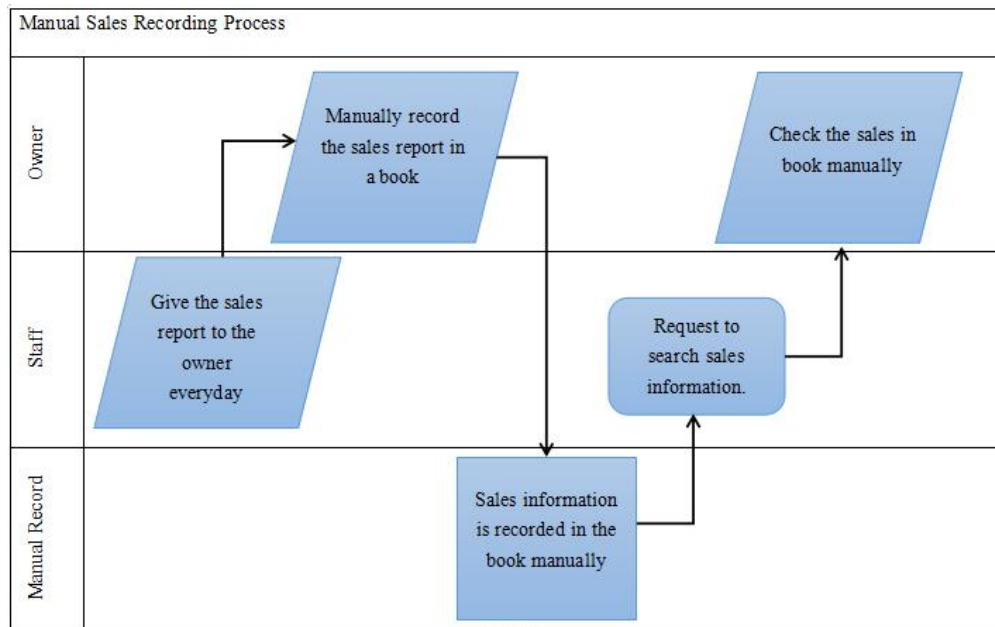 Manual Sales Recording Process
Owner
Manually record
the sales report in
a book
Check the sales in
book manually
Staff
Give the sales
report to the
owner
everyday
Request to
search sales
information.
Manual Record
Sales information
is recorded in the
book manually